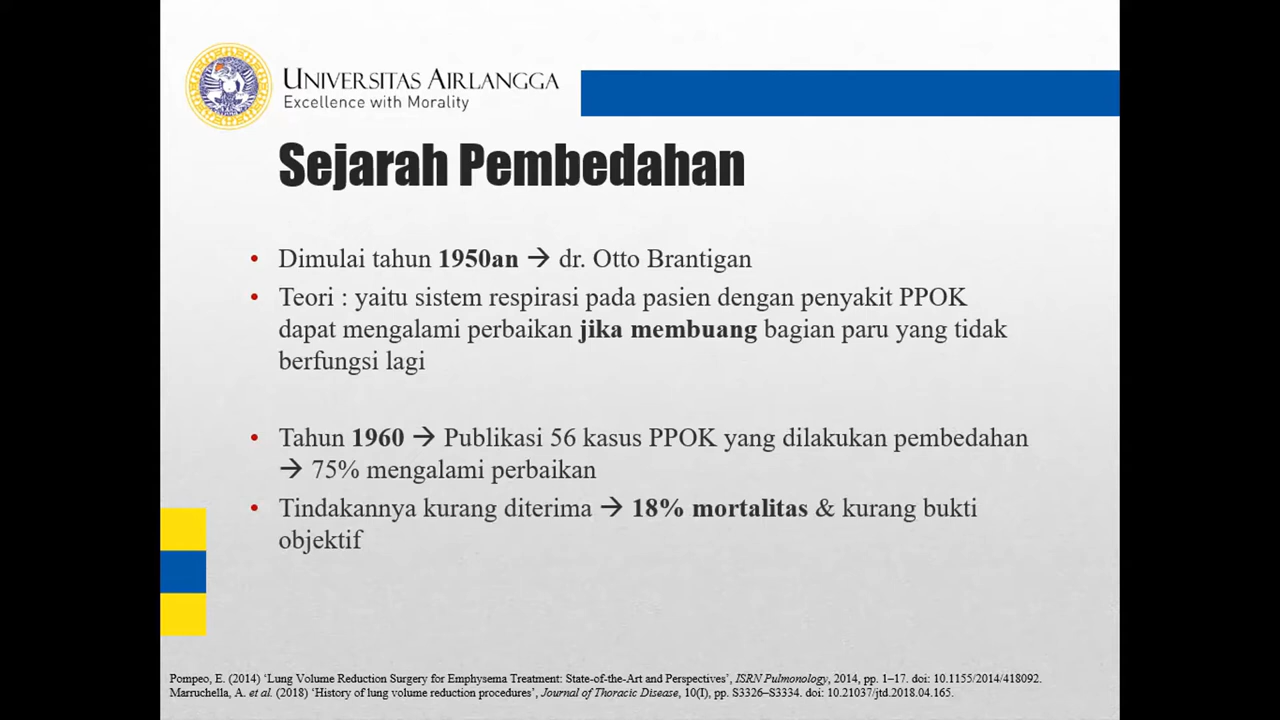 UNIVERSITAS AIRLANGGA
Excellence with Morality
Sejarah Pembedahan
• Dimulai tahun 1950an → dr. Otto Brantigan
• Teori : yaitu sistem respirasi pada pasien dengan penyakit PPOK
dapat mengalami perbaikan jika membuang bagian paru yang tidak
berfungsi lagi
• Tahun 1960 → Publikasi 56 kasus PPOK yang dilakukan pembedahan
→ 75% mengalami perbaikan
• Tindakannya kurang diterima → 18% mortalitas & kurang bukti
objektif
Pompeo, E. (2014) ‘Lung Volume Reduction Surgery for Emphysema Treatment: State-of-the-Art and Perspectives’, ISRN Pulmonology, 2014, pp. 1–17. doi: 10.1155/2014/418092.
Marruchella, A. et al. (2018) ‘History of lung volume reduction procedures’, Journal of Thoracic Disease, 10(I), pp. S3326–S3334. doi: 10.21037/jtd.2018.04.165.